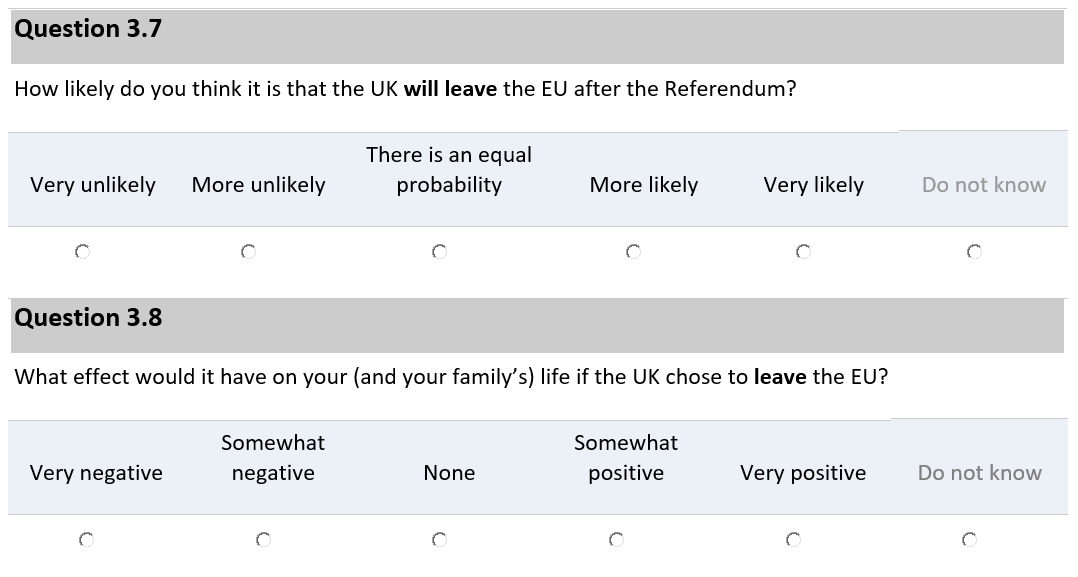 Question 3.7
How likely do you think it is that the UK will leave the EU after the Referendum?
Very unlikely More unlikely There is an equal probability More likely Very likely Do not know
Question 3.8
What effect would it have on your (and your family’s) life if the UK chose to leave the EU?
Very negative Somewhat negative None Somewhat positive Very positive Do not know